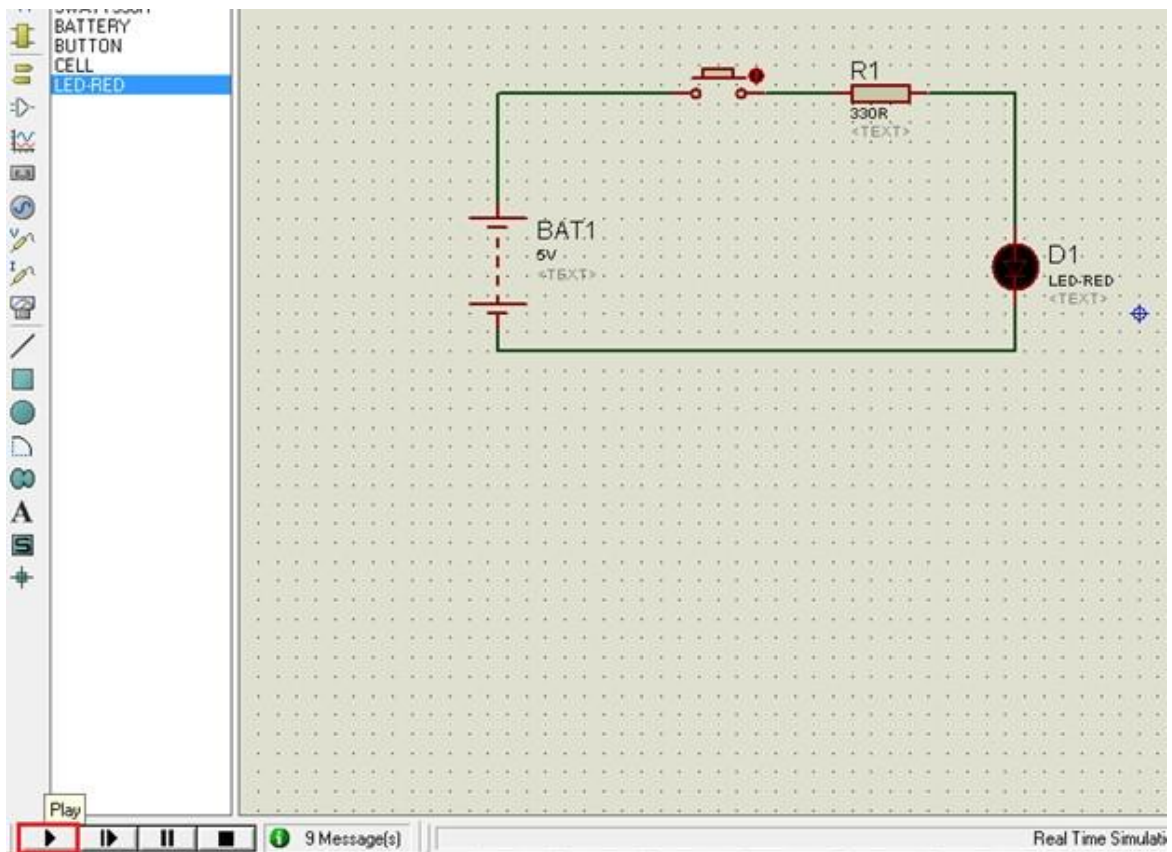 BATTERY
BUTTON
CELL
LED-RED
R1
330R
<TEXT>
BAT1
5V
<TEXT>
D1
LED-RED
<TEXT>
A
S
Play
9 Message(s)
Real Time Simulati